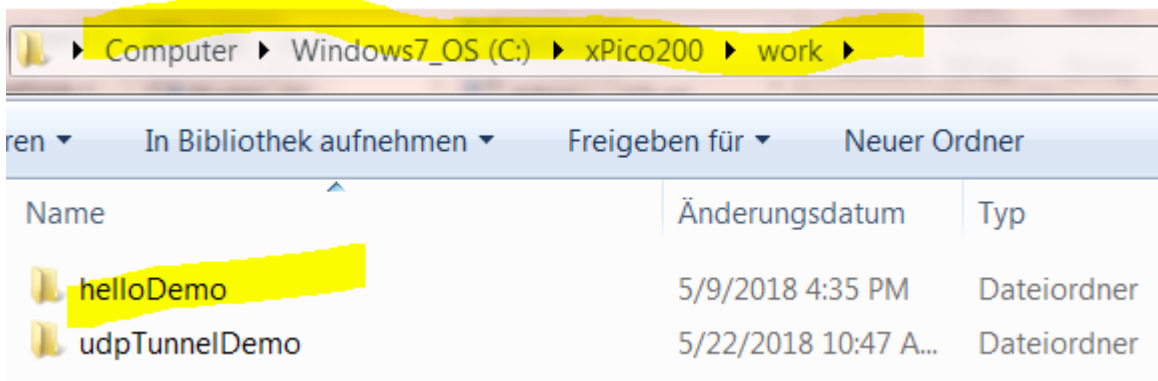 Computer ▸ Windows7_OS (C:) ▸ xPico200 ▸ work ▸
ren ▾ In Bibliothek aufnehmen ▾ Freigeben für ▾ Neuer Ordner
Name Änderungsdatum Typ
helloDemo 5/9/2018 4:35 PM Dateiordner
udpTunnelDemo 5/22/2018 10:47 A... Dateiordner